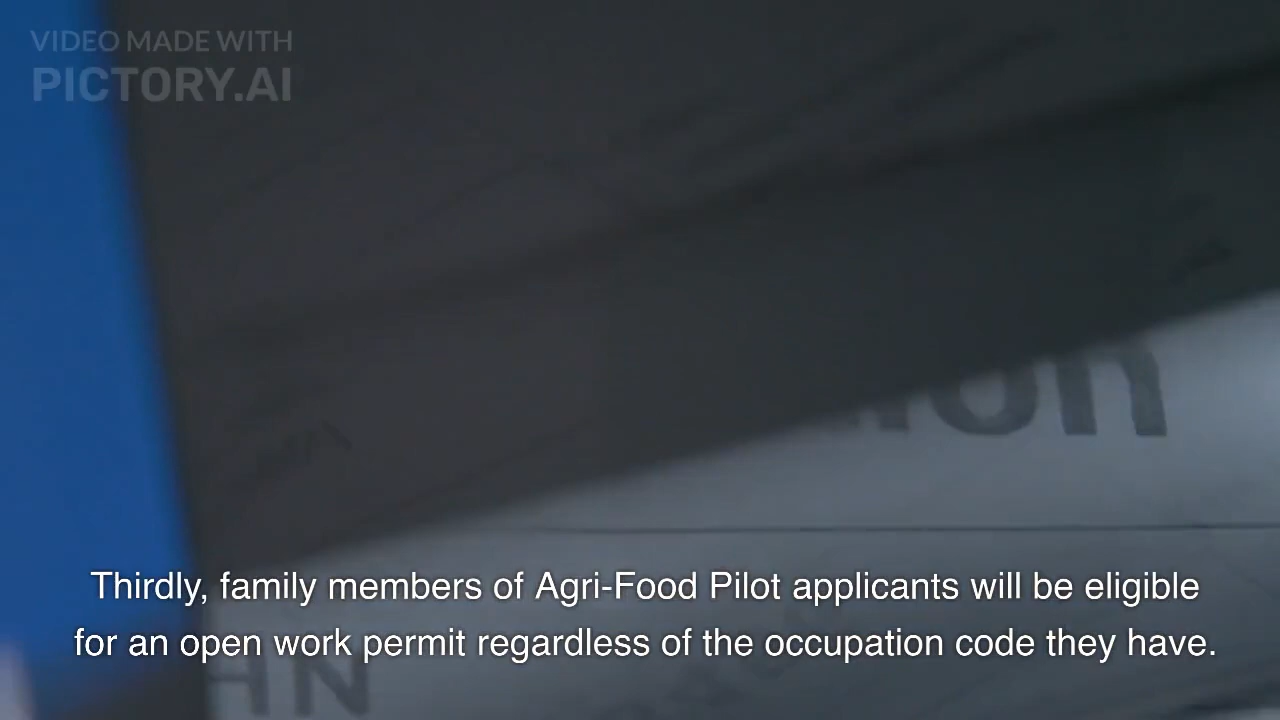 VIDEO MADE WITH
PICTORY.AI
Thirdly, family members of Agri-Food Pilot applicants will be eligible
for an open work permit regardless of the occupation code they have.